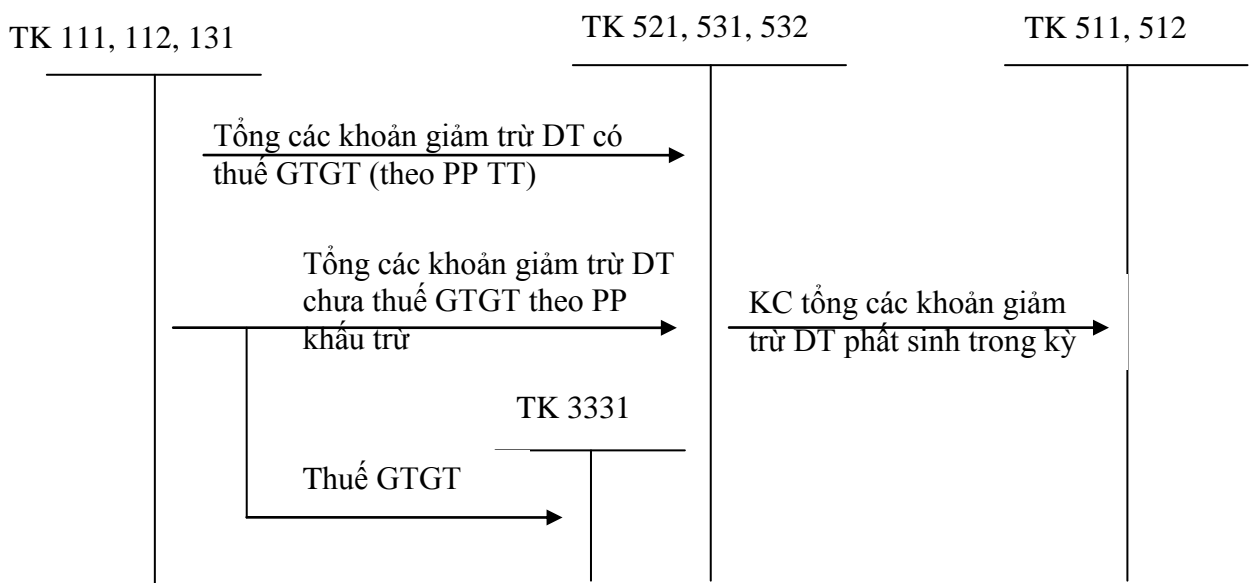 TK 111, 112, 131
TK 521, 531, 532
TK 511, 512
Tổng các khoản giảm trừ DT có
thuế GTGT (theo PP TT)
Tổng các khoản giảm trừ DT
chưa thuế GTGT theo PP
khấu trừ
KC tổng các khoản giảm
trừ DT phất sinh trong kỳ
TK 3331
Thuế GTGT